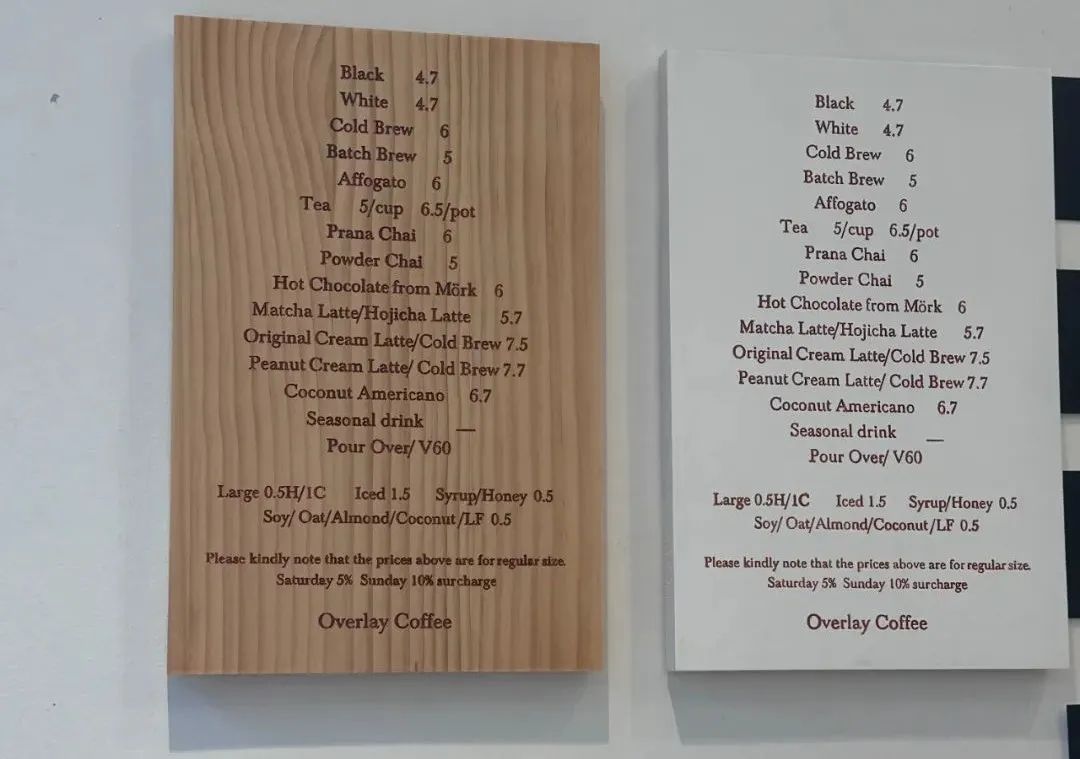 Black 4.7
White 4.7
Cold Brew 6
Batch Brew 5
Affogato 6
Tea 5/cup 6.5/pot
Prana Chai 6
Powder Chai 5
Hot Chocolate from Mörk 6
Matcha Latte/Hojicha Latte 5.7
Original Cream Latte/Cold Brew 7.5
Peanut Cream Latte/ Cold Brew 7.7
Coconut Americano 6.7
Seasonal drink __
Pour Over/ V60
Large 0.5H/1C Iced 1.5 Syrup/Honey 0.5
Soy/ Oat/Almond/Coconut/LF 0.5
Please kindly note that the prices above are for regular size.
Saturday 5% Sunday 10% surcharge
Overlay Coffee
Black 4.7
White 4.7
Cold Brew 6
Batch Brew 5
Affogato 6
Tea 5/cup 6.5/pot
Prana Chai 6
Powder Chai 5
Hot Chocolate from Mörk 6
Matcha Latte/Hojicha Latte 5.7
Original Cream Latte/Cold Brew 7.5
Peanut Cream Latte/ Cold Brew 7.7
Coconut Americano 6.7
Seasonal drink __
Pour Over/ V60
Large 0.5H/1C Iced 1.5 Syrup/Honey 0.5
Soy/ Oat/Almond/Coconut/LF 0.5
Please kindly note that the prices above are for regular size.
Saturday 5% Sunday 10% surcharge
Overlay Coffee